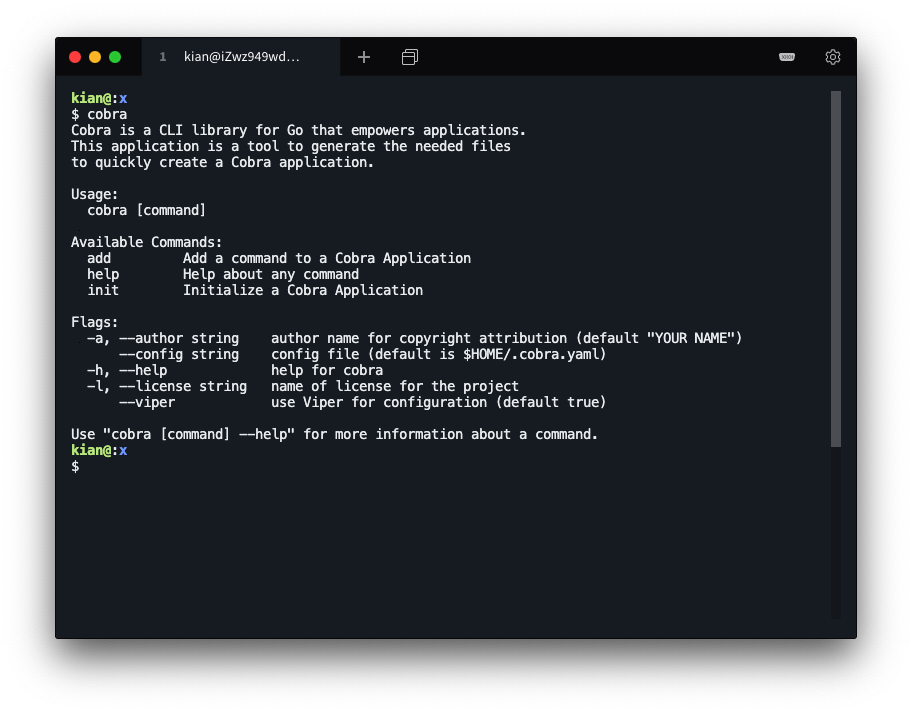 1 kian@iZwz949wd...
kian@:x
$ cobra
Cobra is a CLI library for Go that empowers applications.
This application is a tool to generate the needed files
to quickly create a Cobra application.
Usage:
  cobra [command]
Available Commands:
  add         Add a command to a Cobra Application
  help        Help about any command
  init        Initialize a Cobra Application
Flags:
  -a, --author string    author name for copyright attribution (default "YOUR NAME")
      --config string    config file (default is $HOME/.cobra.yaml)
  -h, --help             help for cobra
  -l, --license string   name of license for the project
      --viper            use Viper for configuration (default true)
Use "cobra [command] --help" for more information about a command.
kian@:x
$